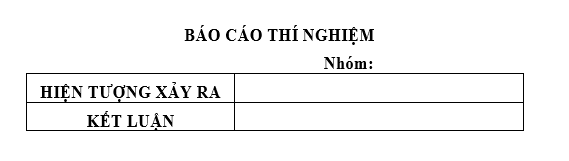 BÁO CÁO THÍ NGHIỆM
Nhóm:
HIỆN TƯỢNG XẢY RA
KẾT LUẬN